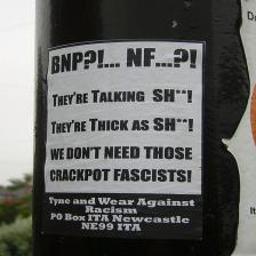 BNP?!... NF...?!
They're Talking SH**!
They're Thick as SH**!
WE DON'T NEED THOSE
CRACKPOT FASCISTS!
Tyne and Wear Against
Racism
PO Box ITA Newcastle
NE99 ITA